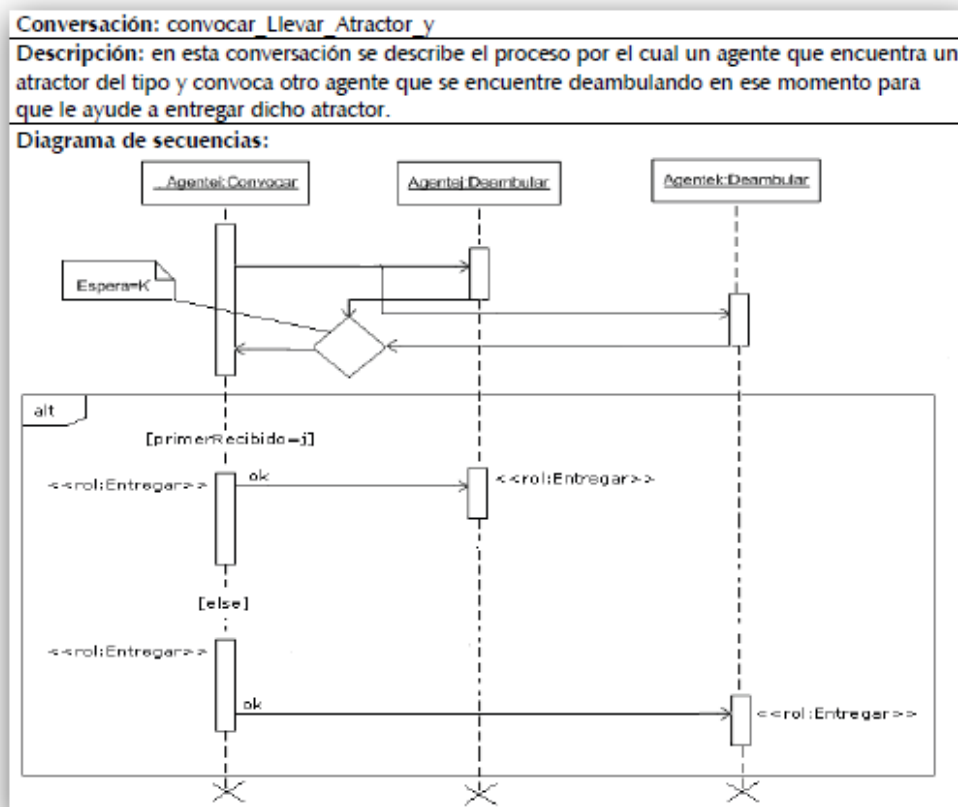 Conversación: convocar_Llevar_Atractor_y
Descripción: en esta conversación se describe el proceso por el cual un agente que encuentra un
atractor del tipo y convoca otro agente que se encuentre deambulando en ese momento para
que le ayude a entregar dicho atractor.
Diagrama de secuencias:
_Agentei:Convocar
Agentej:Deambular
Agentek:Deambular
Espera=K
alt
[primerRecibido=j]
<<rol:Entregar>>
ok
<<rol:Entregar>>
[else]
<<rol:Entregar>>
ok
<<rol:Entregar>>